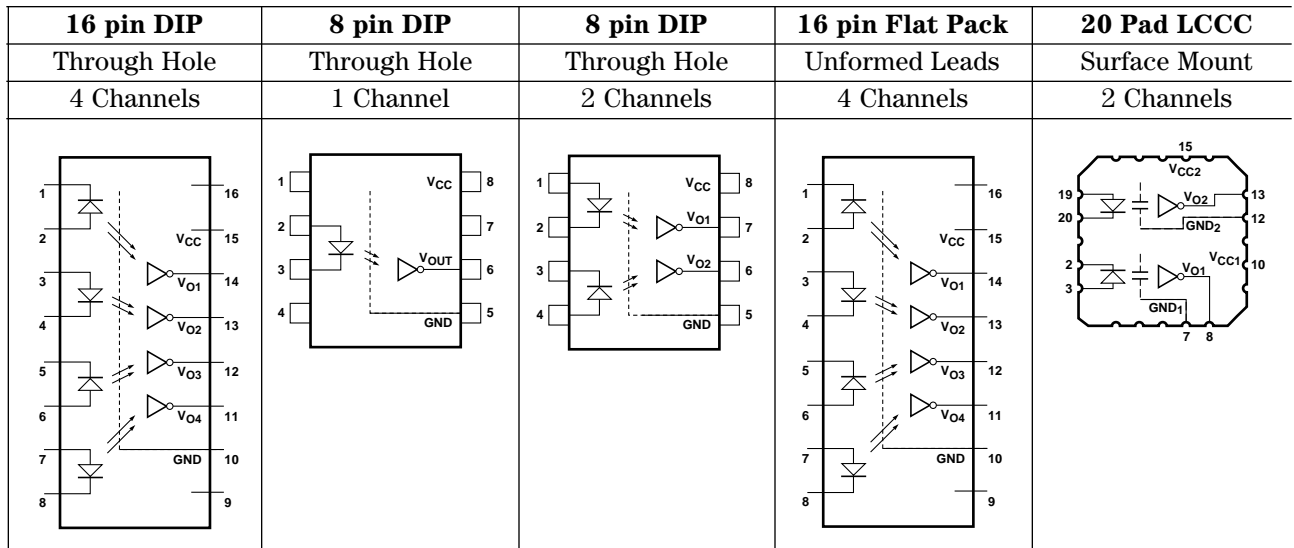 16 pin DIP 8 pin DIP 8 pin DIP 16 pin Flat Pack 20 Pad LCCC
Through Hole Through Hole Through Hole Unformed Leads Surface Mount
4 Channels 1 Channel 2 Channels 4 Channels 2 Channels
1 16
2 VCC 15
VO1 14
3
4 VO2 13
5 VO3 12
6 VO4 11
7 GND 10
8 9
1 VCC 8
2 7
3 VOUT 6
4 GND 5
1 VCC 8
2 VO1 7
3 VO2 6
4 GND 5
1 16
2 VCC 15
VO1 14
3
4 VO2 13
5 VO3 12
6 VO4 11
7 GND 10
8 9
15
VCC2
19 VO2 13
20 GND2 12
2 VO1 VCC1 10
3 GND1
7 8